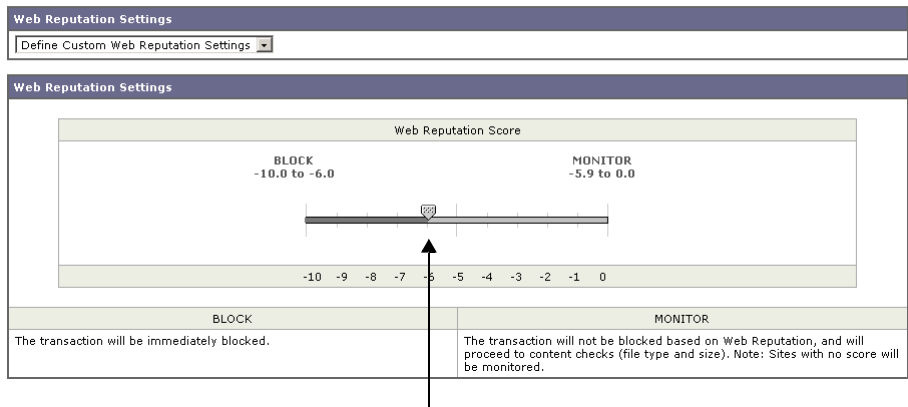 Web Reputation Settings
Define Custom Web Reputation Settings
Web Reputation Settings
Web Reputation Score
BLOCK
-10.0 to -6.0
MONITOR
-5.9 to 0.0
-10 -9 -8 -7 -6 -5 -4 -3 -2 -1 0
BLOCK
MONITOR
The transaction will be immediately blocked.
The transaction will not be blocked based on Web Reputation, and will
proceed to content checks (file type and size). Note: Sites with no score will
be monitored.